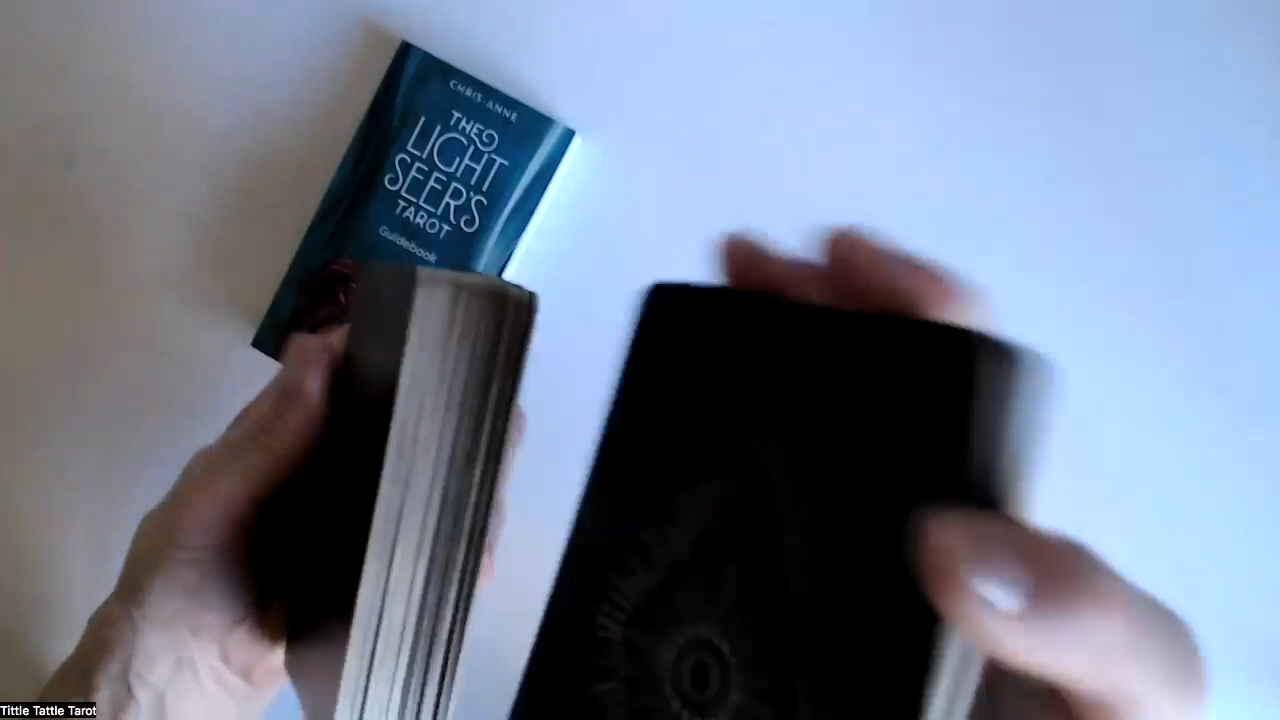 CHRIS-ANNE
THE
LIGHT
SEER'S
TAROT
Guidebook
Tittle Tattle Tarot